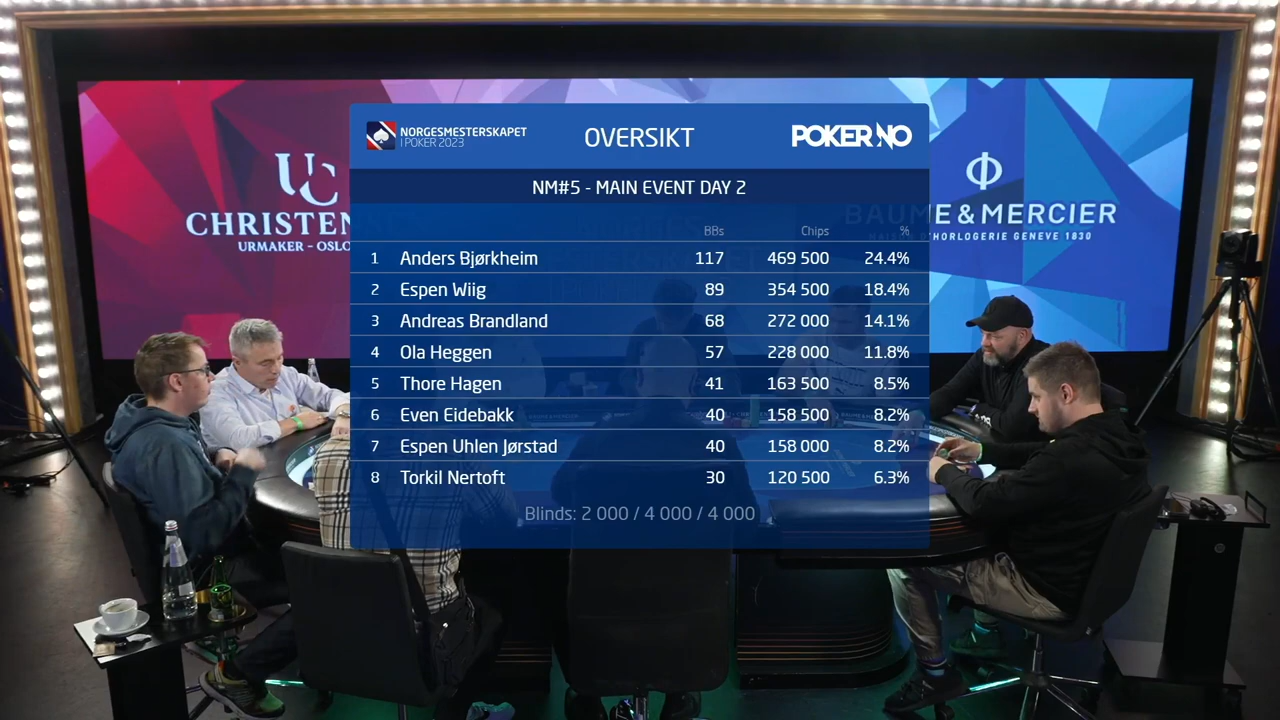 NORGESMESTERSKAPET
I POKER 2023
OVERSIKT
POKER NO
NM#5 - MAIN EVENT DAY 2
BBs Chips %
1 Anders Bjørkheim 117 469 500 24.4%
2 Espen Wiig 89 354 500 18.4%
3 Andreas Brandland 68 272 000 14.1%
4 Ola Heggen 57 228 000 11.8%
5 Thore Hagen 41 163 500 8.5%
6 Even Eidebakk 40 158 500 8.2%
7 Espen Uhlen Jørstad 40 158 000 8.2%
8 Torkil Nertoft 30 120 500 6.3%
Blinds: 2 000 / 4 000 / 4 000
UC
CHRISTEN
URMAKER - OSLO
BAUME & MERCIER
MAISON D'HORLOGERIE GENEVE 1830